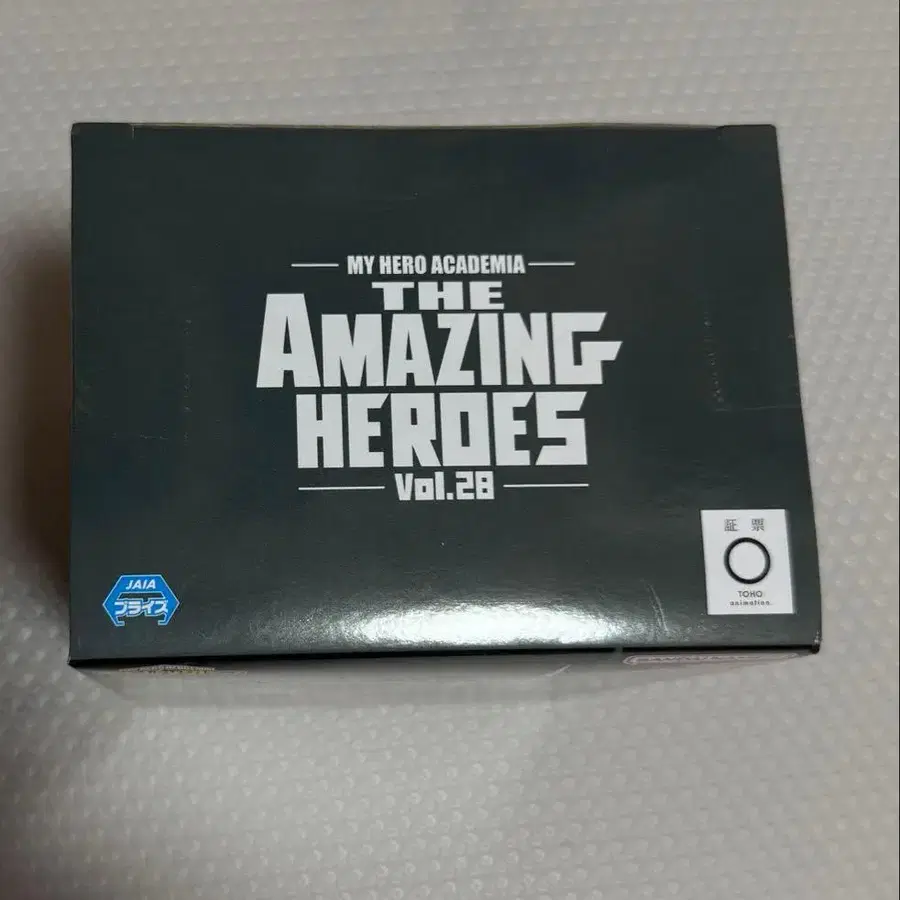 MY HERO ACADEMIA
THE
AMAZING
HEROES
Vol.28
証 票
TOHO
animation
JAIA
プライズ